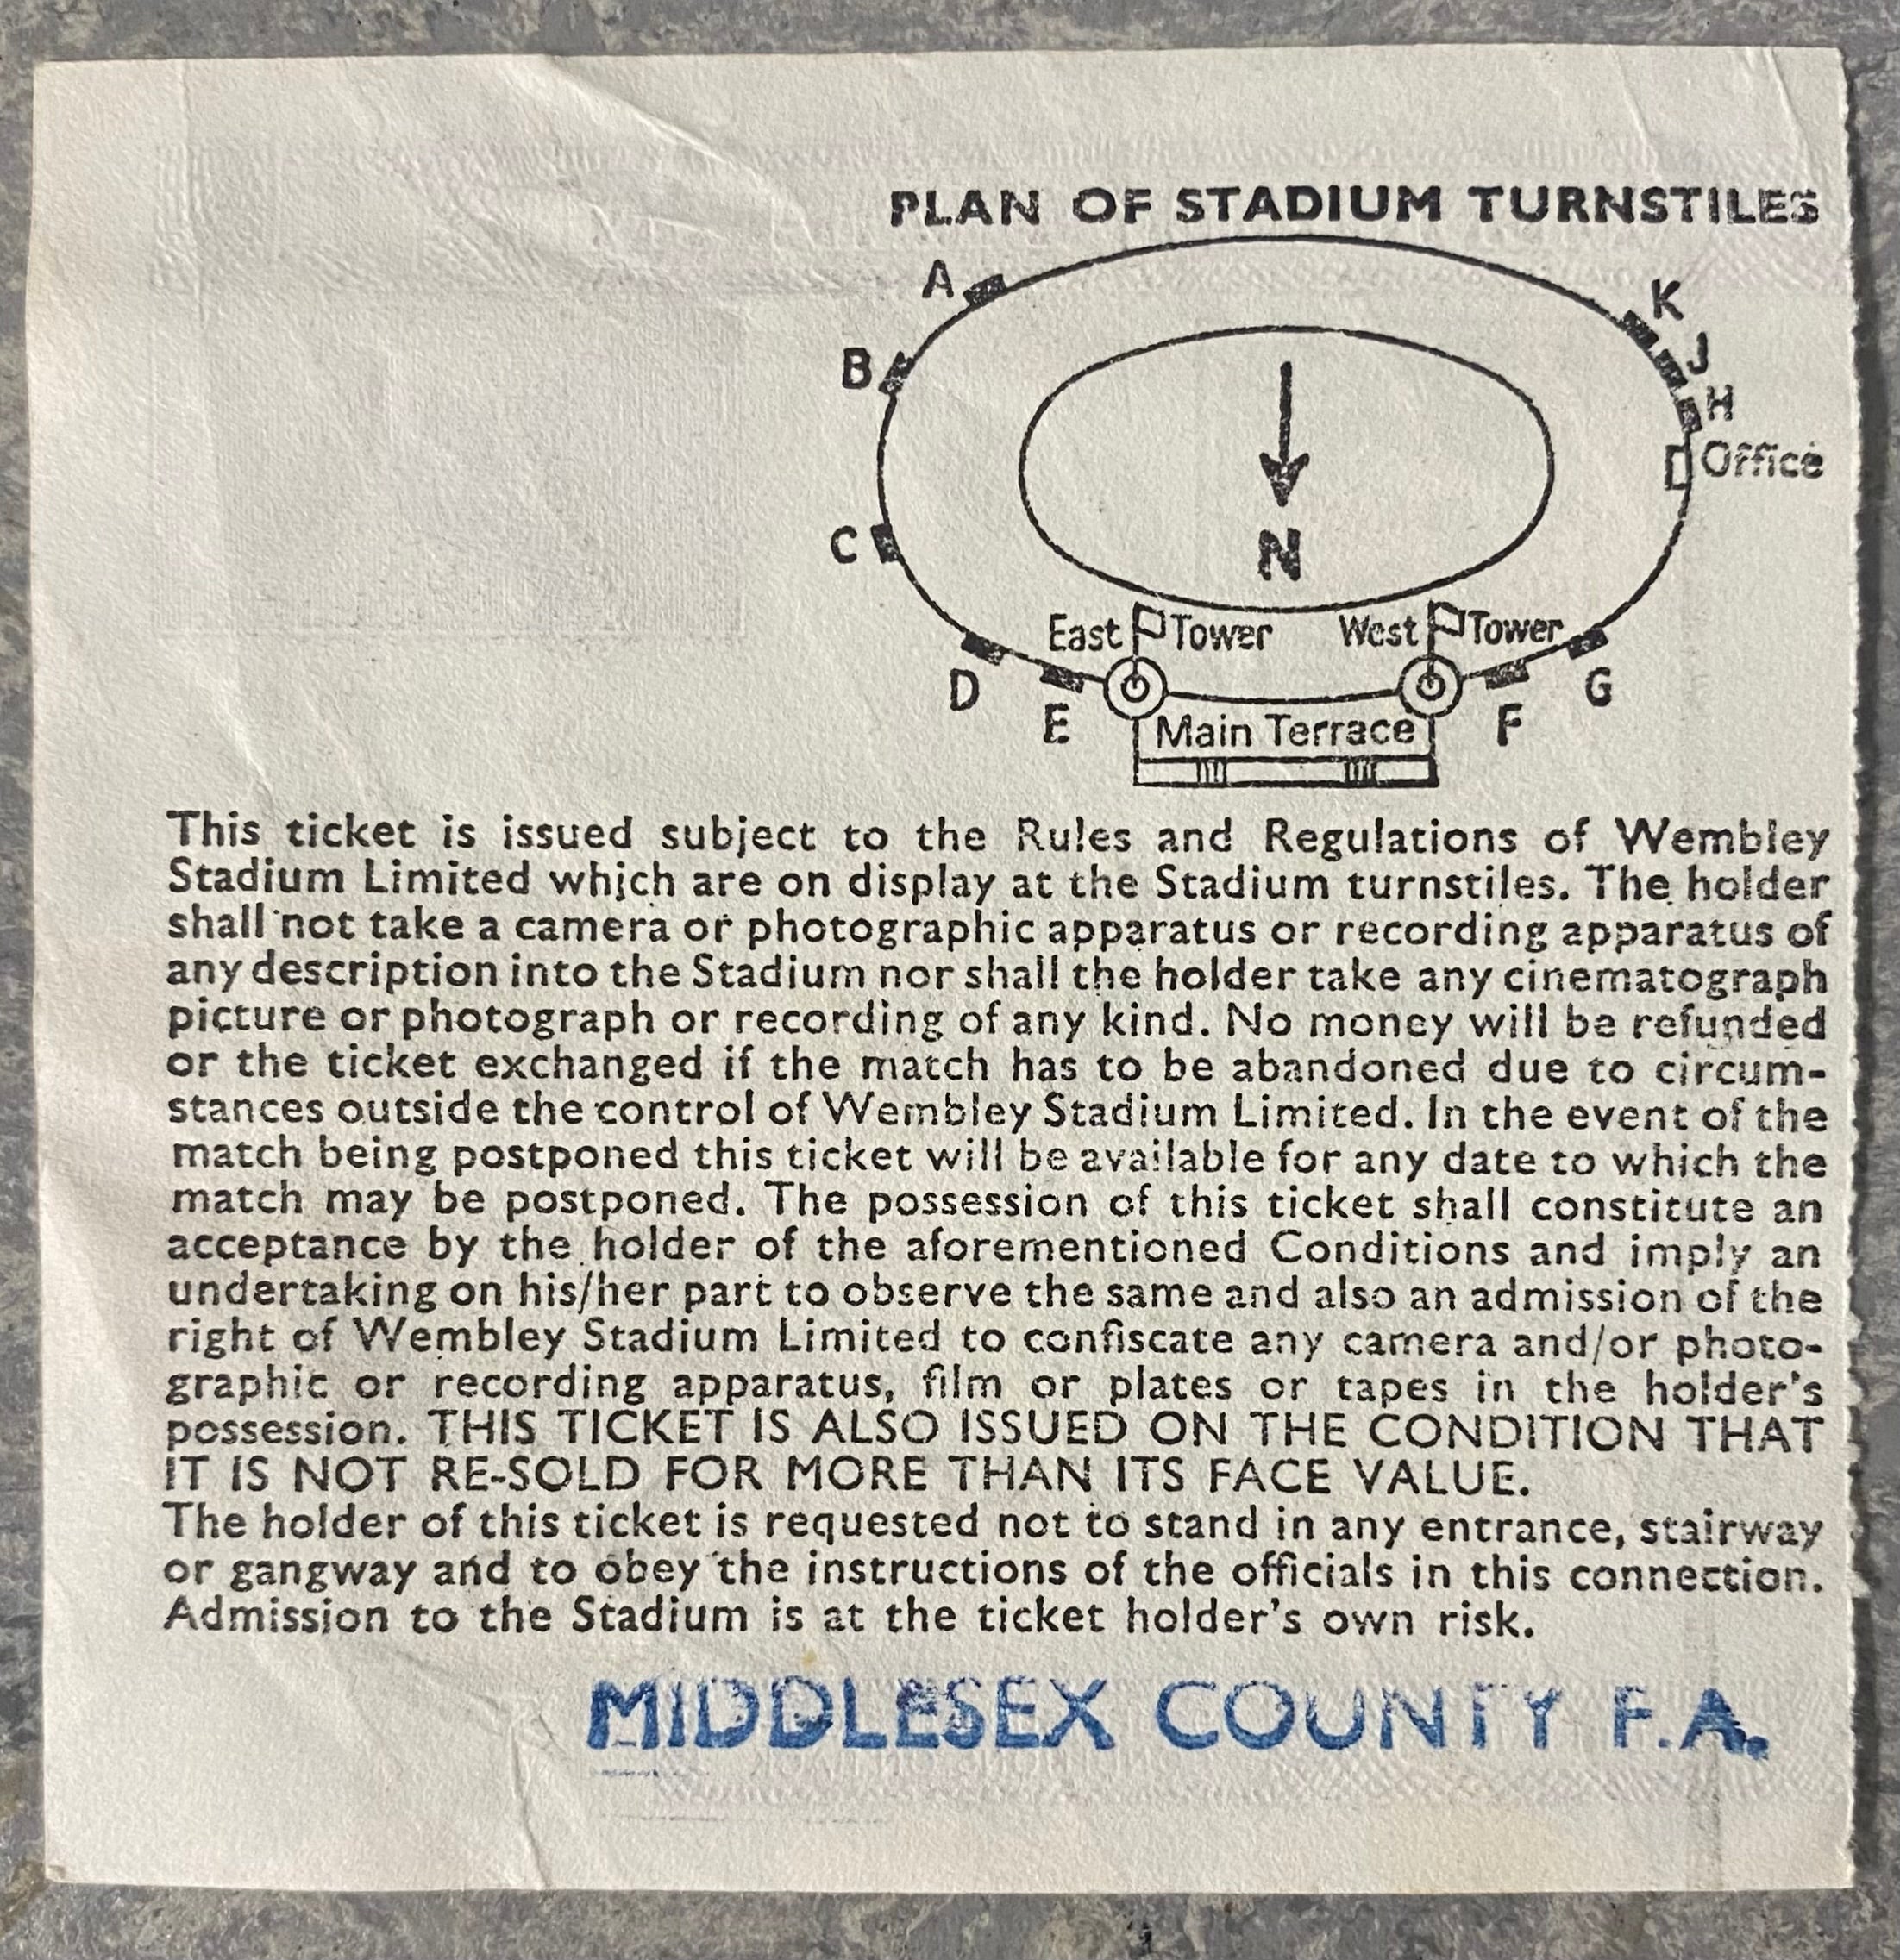 PLAN OF STADIUM TURNSTILES
A
K
J
B
H
Office
C
N
East Tower
West Tower
D
E
F
G
Main Terrace
This ticket is issued subject to the Rules and Regulations of Wembley
Stadium Limited which are on display at the Stadium turnstiles. The holder
shall not take a camera or photographic apparatus or recording apparatus of
any description into the Stadium nor shall the holder take any cinematograph
picture or photograph or recording of any kind. No money will be refunded
or the ticket exchanged if the match has to be abandoned due to circum-
stances outside the control of Wembley Stadium Limited. In the event of the
match being postponed this ticket will be available for any date to which the
match may be postponed. The possession of this ticket shall constitute an
acceptance by the holder of the aforementioned Conditions and imply an
undertaking on his/her part to observe the same and also an admission of the
right of Wembley Stadium Limited to confiscate any camera and/or photo-
graphic or recording apparatus, film or plates or tapes in the holder's
possession. THIS TICKET IS ALSO ISSUED ON THE CONDITION THAT
IT IS NOT RE-SOLD FOR MORE THAN ITS FACE VALUE.
The holder of this ticket is requested not to stand in any entrance, stairway
or gangway and to obey the instructions of the officials in this connection.
Admission to the Stadium is at the ticket holder's own risk.
MIDDLESEX COUNTY F.A.